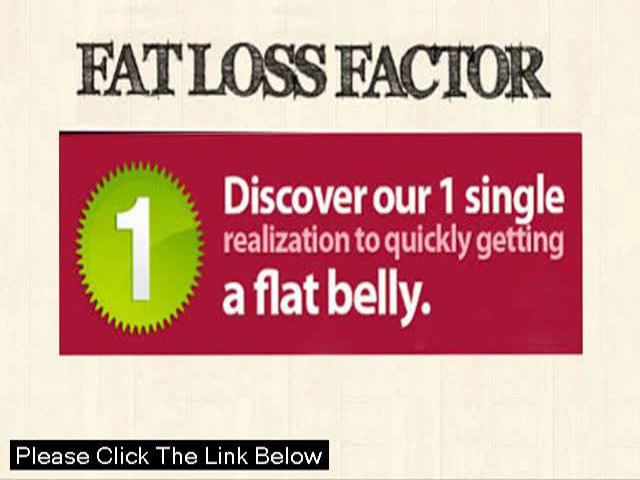 FAT LOSS FACTOR
1
Discover our 1 single
realization to quickly getting
a flat belly.
Please Click The Link Below